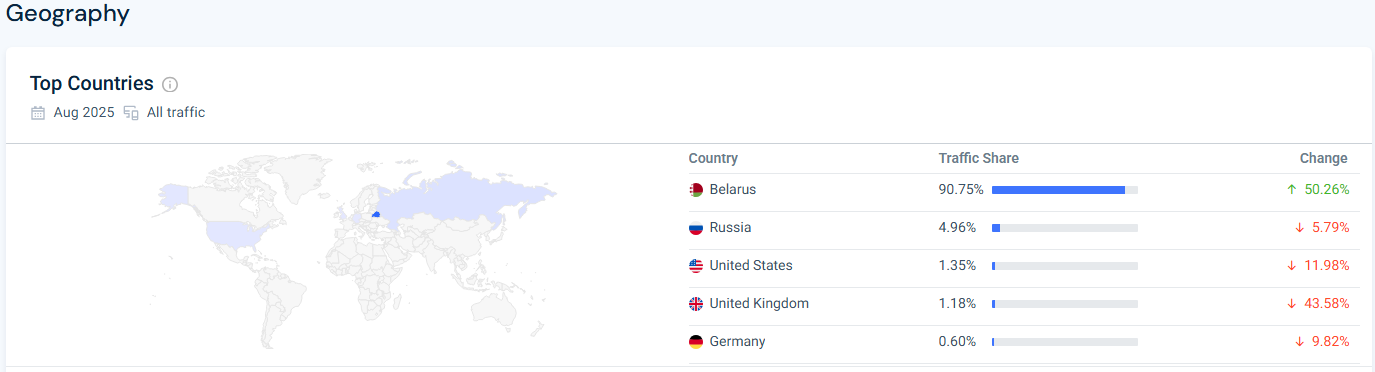 Geography
Top Countries
Aug 2025 All traffic
Country Traffic Share Change
Belarus 90.75% ↑ 50.26%
Russia 4.96% ↓ 5.79%
United States 1.35% ↓ 11.98%
United Kingdom 1.18% ↓ 43.58%
Germany 0.60% ↓ 9.82%